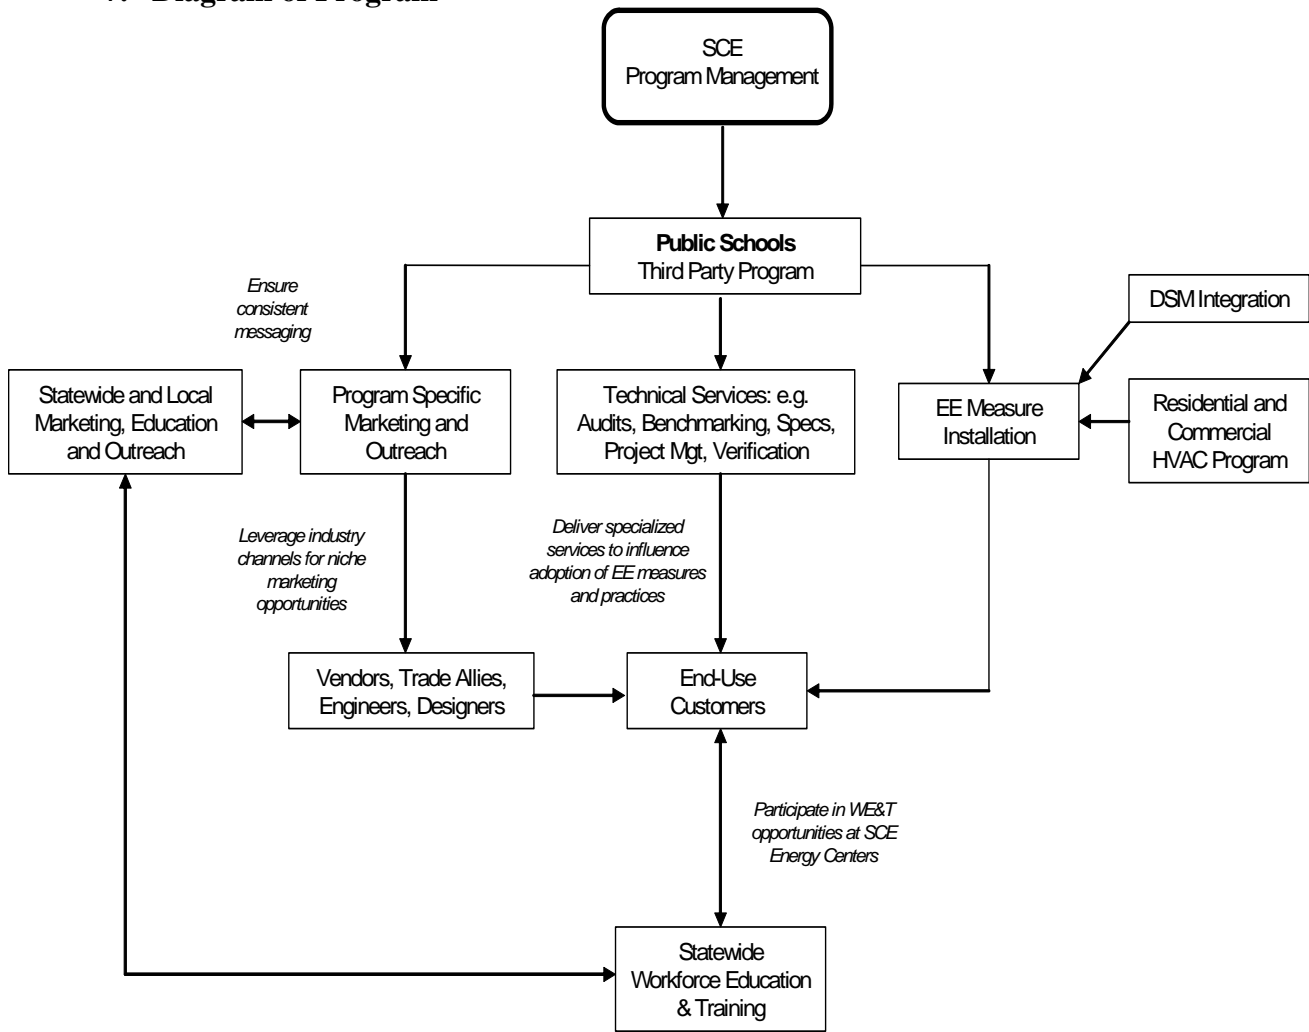 7. Diagram of Program
SCE
Program Management
Public Schools
Third Party Program
Ensure
consistent
messaging
DSM Integration
Statewide and Local
Marketing, Education
and Outreach
Program Specific
Marketing and
Outreach
Technical Services: e.g.
Audits, Benchmarking, Specs,
Project Mgt, Verification
EE Measure
Installation
Residential and
Commercial
HVAC Program
Leverage industry
channels for niche
marketing
opportunities
Deliver specialized
services to influence
adoption of EE measures
and practices
Vendors, Trade Allies,
Engineers, Designers
End-Use
Customers
Participate in WE&T
opportunities at SCE
Energy Centers
Statewide
Workforce Education
& Training